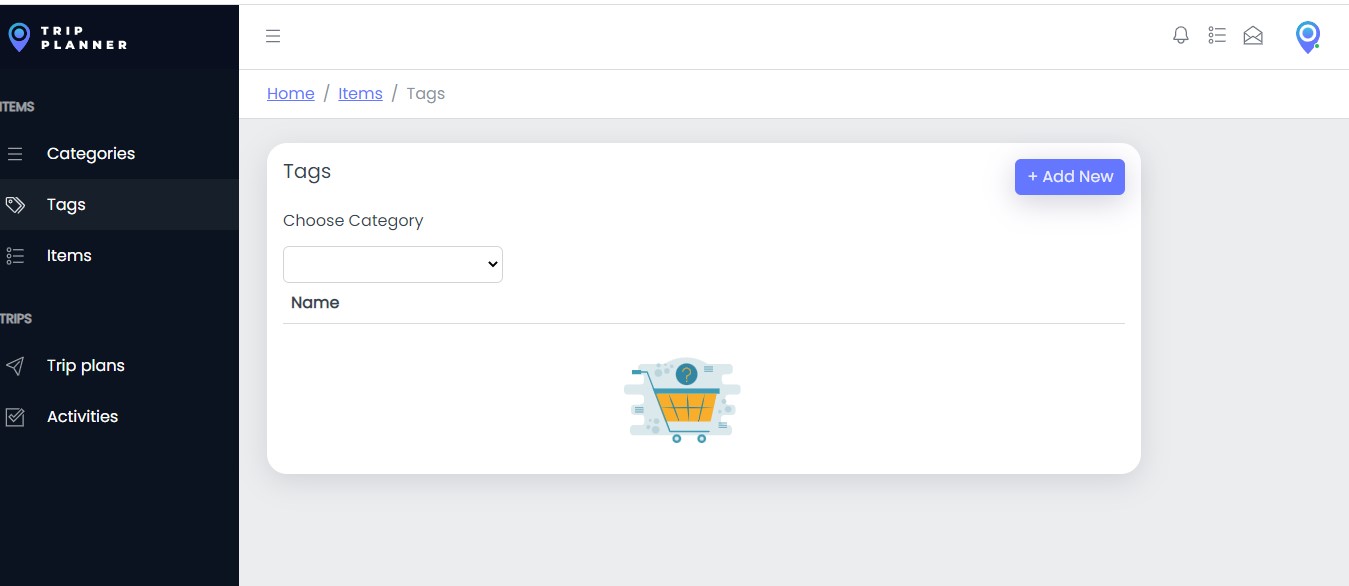 TRIP
PLANNER
Home / Items / Tags
ITEMS
Categories
Tags
Items
TRIPS
Trip plans
Activities
Tags
+ Add New
Choose Category
Name
?